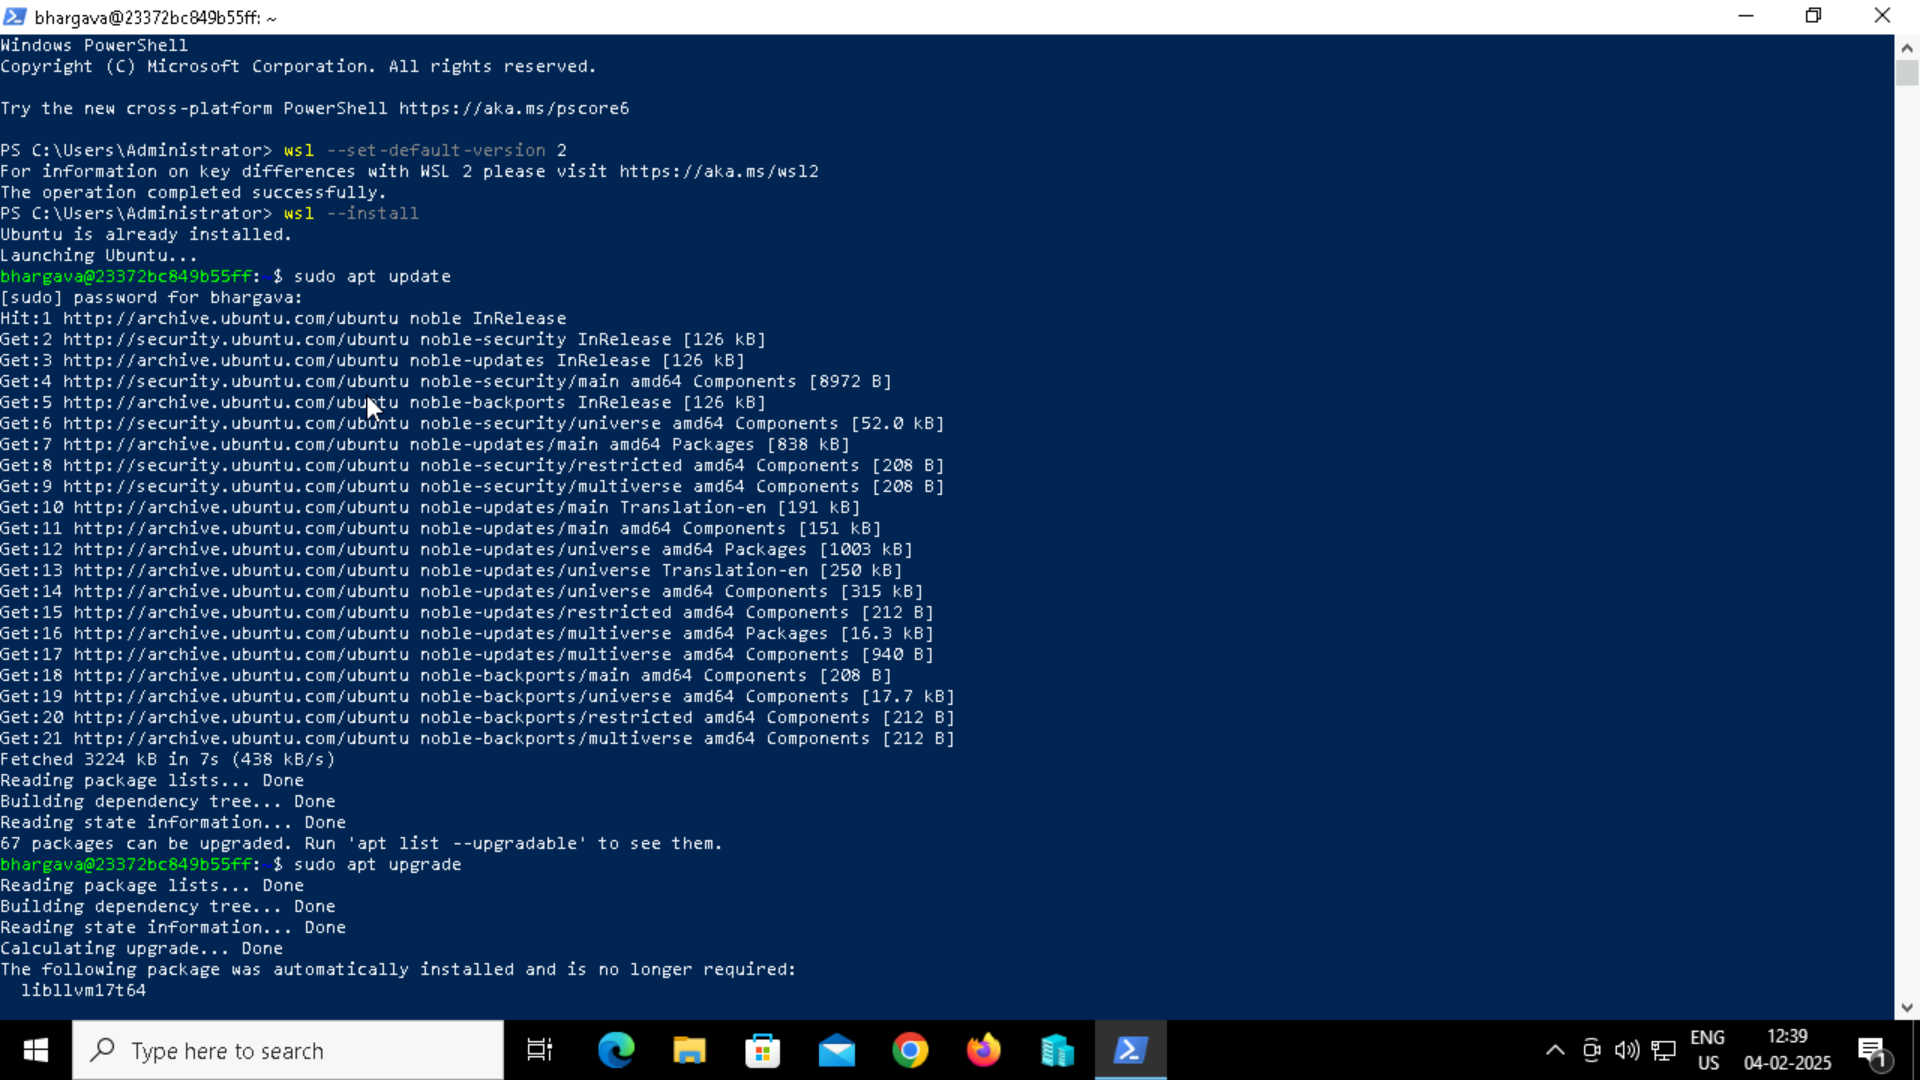 bhargava@23372bc849b55ff: ~
Windows PowerShell
Copyright (C) Microsoft Corporation. All rights reserved.
Try the new cross-platform PowerShell https://aka.ms/pscore6
PS C:\Users\Administrator> wsl --set-default-version 2
For information on key differences with WSL 2 please visit https://aka.ms/wsl2
The operation completed successfully.
PS C:\Users\Administrator> wsl --install
Ubuntu is already installed.
Launching Ubuntu...
bhargava@23372bc849b55ff:~$ sudo apt update
[sudo] password for bhargava:
Hit:1 http://archive.ubuntu.com/ubuntu noble InRelease
Get:2 http://security.ubuntu.com/ubuntu noble-security InRelease [126 kB]
Get:3 http://archive.ubuntu.com/ubuntu noble-updates InRelease [126 kB]
Get:4 http://security.ubuntu.com/ubuntu noble-security/main amd64 Components [8972 B]
Get:5 http://archive.ubuntu.com/ubuntu noble-backports InRelease [126 kB]
Get:6 http://security.ubuntu.com/ubuntu noble-security/universe amd64 Components [52.0 kB]
Get:7 http://archive.ubuntu.com/ubuntu noble-updates/main amd64 Packages [838 kB]
Get:8 http://security.ubuntu.com/ubuntu noble-security/restricted amd64 Components [208 B]
Get:9 http://security.ubuntu.com/ubuntu noble-security/multiverse amd64 Components [208 B]
Get:10 http://archive.ubuntu.com/ubuntu noble-updates/main Translation-en [191 kB]
Get:11 http://archive.ubuntu.com/ubuntu noble-updates/main amd64 Components [151 kB]
Get:12 http://archive.ubuntu.com/ubuntu noble-updates/universe amd64 Packages [1003 kB]
Get:13 http://archive.ubuntu.com/ubuntu noble-updates/universe Translation-en [250 kB]
Get:14 http://archive.ubuntu.com/ubuntu noble-updates/universe amd64 Components [315 kB]
Get:15 http://archive.ubuntu.com/ubuntu noble-updates/restricted amd64 Components [212 B]
Get:16 http://archive.ubuntu.com/ubuntu noble-updates/multiverse amd64 Packages [16.3 kB]
Get:17 http://archive.ubuntu.com/ubuntu noble-updates/multiverse amd64 Components [940 B]
Get:18 http://archive.ubuntu.com/ubuntu noble-backports/main amd64 Components [208 B]
Get:19 http://archive.ubuntu.com/ubuntu noble-backports/universe amd64 Components [17.7 kB]
Get:20 http://archive.ubuntu.com/ubuntu noble-backports/restricted amd64 Components [212 B]
Get:21 http://archive.ubuntu.com/ubuntu noble-backports/multiverse amd64 Components [212 B]
Fetched 3224 kB in 7s (438 kB/s)
Reading package lists... Done
Building dependency tree... Done
Reading state information... Done
67 packages can be upgraded. Run 'apt list --upgradable' to see them.
bhargava@23372bc849b55ff:~$ sudo apt upgrade
Reading package lists... Done
Building dependency tree... Done
Reading state information... Done
Calculating upgrade... Done
The following package was automatically installed and is no longer required:
  libllvm17t64
Type here to search
ENG
US
12:39
04-02-2025
1